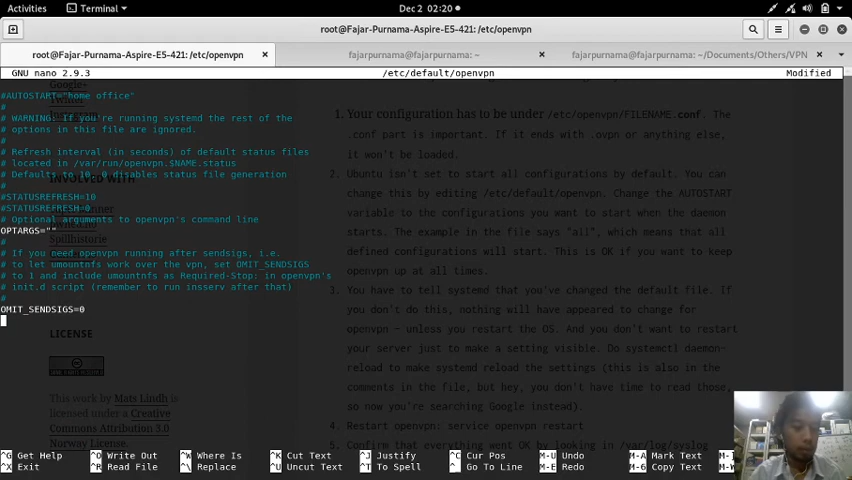 Activities
Terminal
Dec 2 02:20
root@Fajar-Purnama-Aspire-E5-421: /etc/openvpn
root@Fajar-Purnama-Aspire-E5-421: /etc/openvpn
fajarpurnama@fajarpurnama: ~
fajarpurnama@fajarpurnama: ~/Documents/Others/VPN
GNU nano 2.9.3
/etc/default/openvpn
Modified
Google+
Twitter
#AUTOSTART="home office"
#
# WARNING: If you're running systemd the rest of the
# options in this file are ignored.
#
# Refresh interval (in seconds) of default status files
# located in /var/run/openvpn.$NAME.status
# Defaults to 10, 0 disables status file generation
#
#STATUSREFRESH=10
#STATUSREFRESH=0
# Optional arguments to openvpn's command line
OPTARGS=""
#
# If you need openvpn running after sendsigs, i.e.
# to let umountnfs work over the vpn, set OMIT_SENDSIGS
# to 1 and include umountnfs as Required-Stop: in openvpn's
# init.d script (remember to run insserv after that)
#
OMIT_SENDSIGS=0
INVOLVED WITH
Spillhistorie
LICENSE
This work by Mats Lindh is
licensed under a Creative
Commons Attribution 3.0
Norway License.
1. Your configuration has to be under /etc/openvpn/FILENAME.conf. The
.conf part is important. If it ends with .ovpn or anything else,
it won't be loaded.
2. Ubuntu isn't set to start all configurations by default. You can
change this by editing /etc/default/openvpn. Change the AUTOSTART
variable to the configurations you want to start when the daemon
starts. The example in the file says "all", which means that all
defined configurations will start. This is OK if you want to keep
openvpn up at all times.
3. You have to tell systemd that you've changed the default file. If
you don't do this, nothing will have appeared to change for
openvpn – unless you restart the OS. And you don't want to restart
your server just to make a setting visible. Do systemctl daemon-
reload to make systemd reload the settings (this is also in the
comments in the file, but hey, you don't have time to read those,
so now you're searching Google instead).
4. Restart openvpn: service openvpn restart
5. Confirm that everything went OK by looking in /var/log/syslog
^G Get Help ^O Write Out ^W Where Is ^K Cut Text ^J Justify ^C Cur Pos M-U Undo M-A Mark Text
^X Exit ^R Read File ^\ Replace ^U Uncut Text ^T To Spell ^_ Go To Line M-E Redo M-6 Copy Text